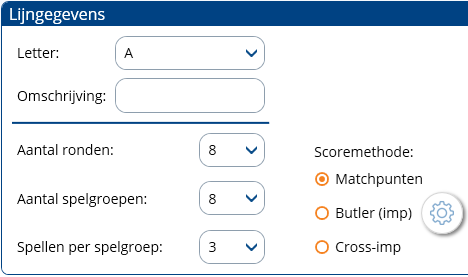 Lijngegevens
Letter: A
Omschrijving:
Aantal ronden: 8
Aantal spelgroepen: 8
Spellen per spelgroep: 3
Scoremethode:
Matchpunten
Butler (imp)
Cross-imp